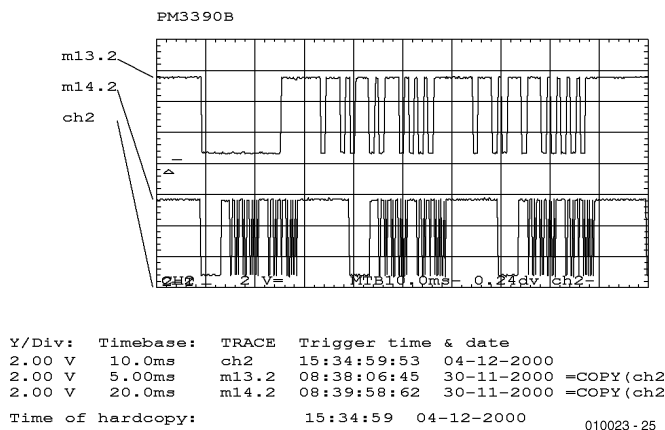 PM3390B
m13.2
m14.2
ch2
2 V= MTB10.0ms- 0.24dv ch2-
Y/Div: Timebase: TRACE Trigger time & date
2.00 V 10.0ms ch2 15:34:59:53 04-12-2000
2.00 V 5.00ms m13.2 08:38:06:45 30-11-2000 =COPY(ch2
2.00 V 20.0ms m14.2 08:39:58:62 30-11-2000 =COPY(ch2
Time of hardcopy: 15:34:59 04-12-2000
010023 - 25